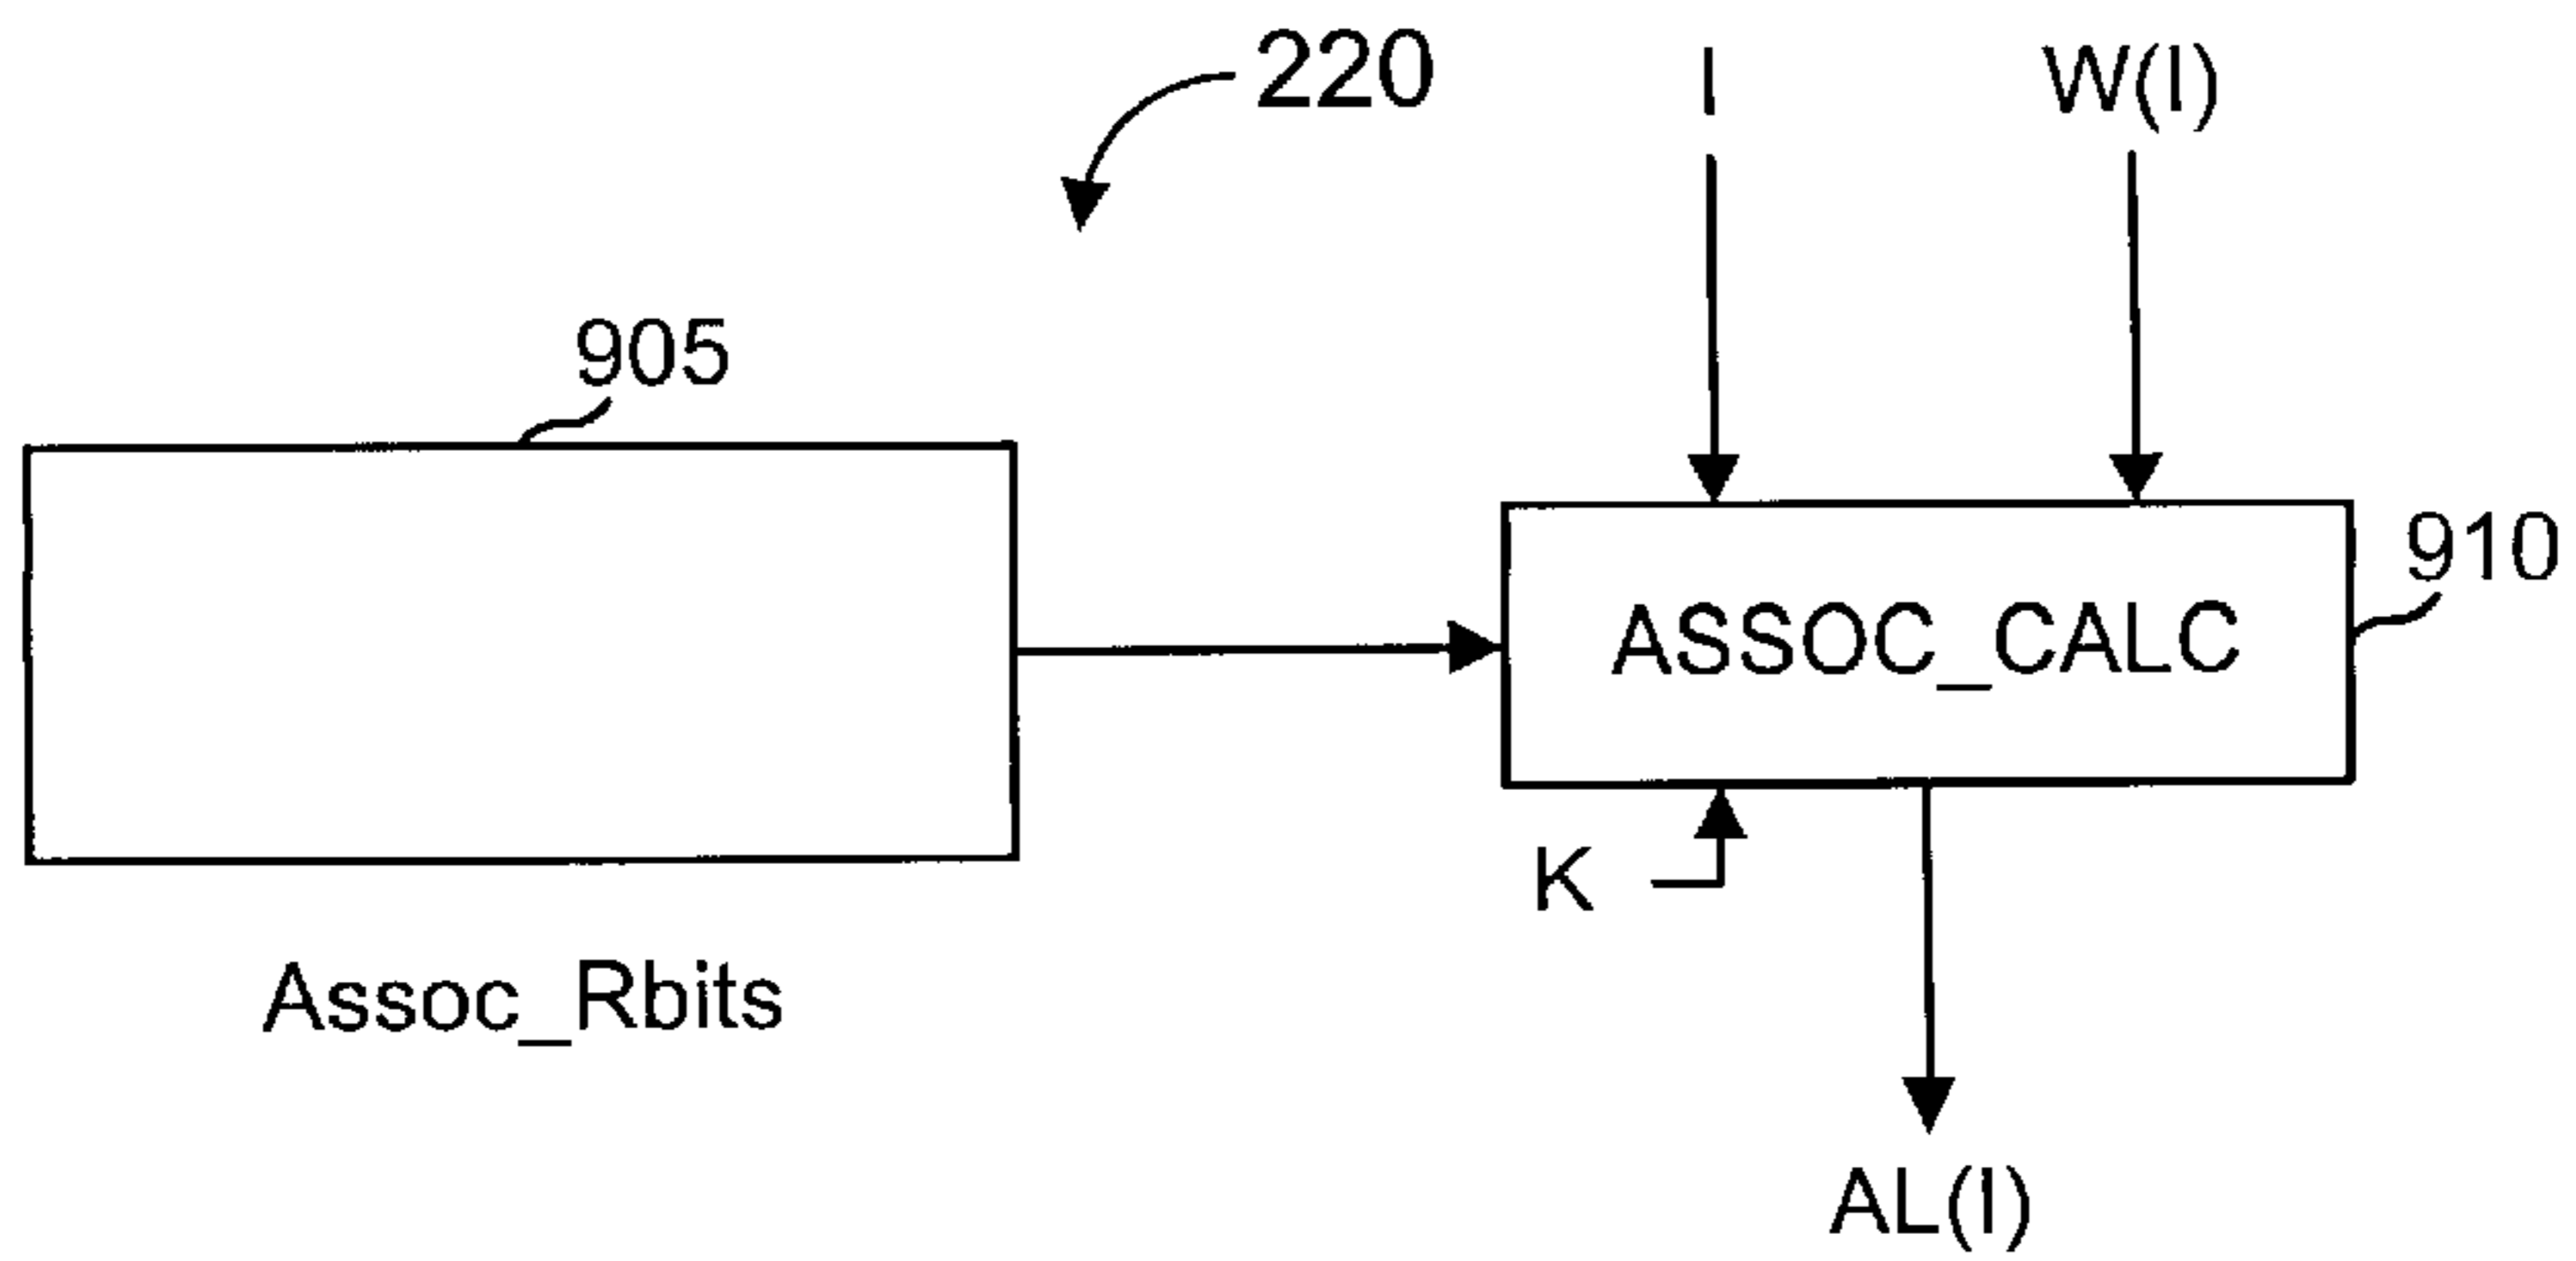 220
I
W(I)
905
910
ASSOC_CALC
K
Assoc_Rbits
AL(I)